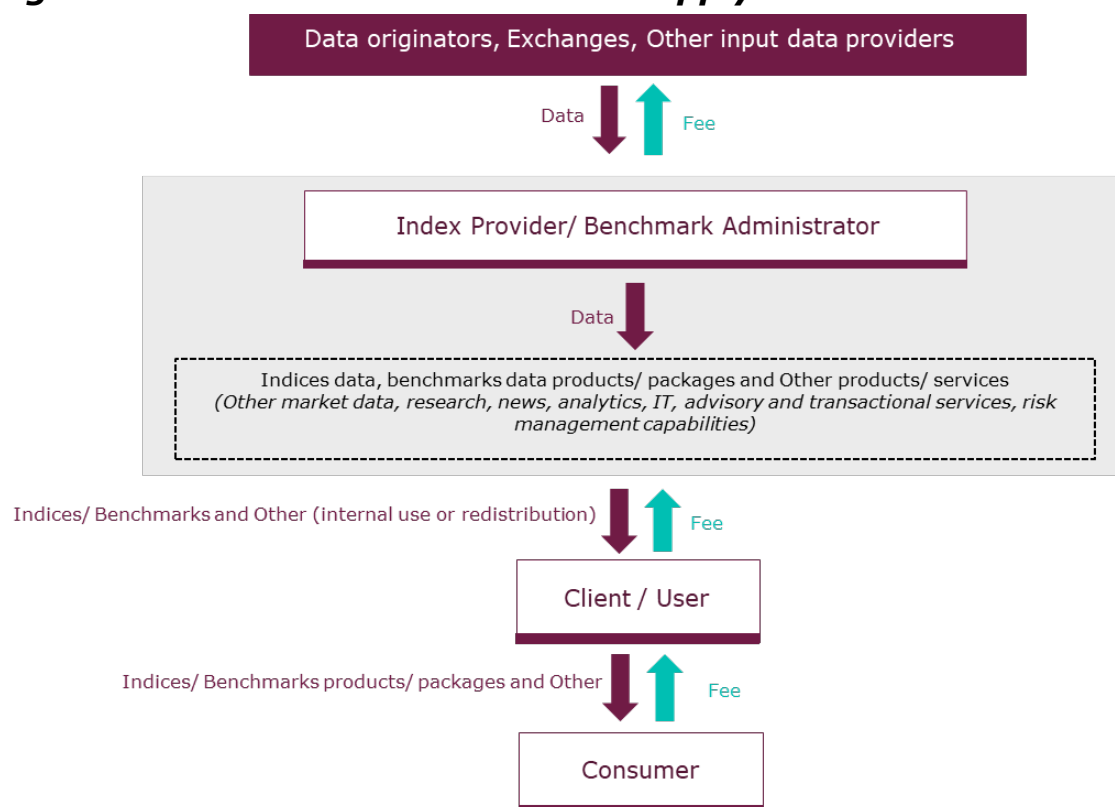 Data originators, Exchanges, Other input data providers
Data
Fee
Index Provider/ Benchmark Administrator
Data
Indices data, benchmarks data products/ packages and Other products/ services
(Other market data, research, news, analytics, IT, advisory and transactional services, risk
management capabilities)
Indices/ Benchmarks and Other (internal use or redistribution)
Fee
Client / User
Indices/ Benchmarks products/ packages and Other
Fee
Consumer